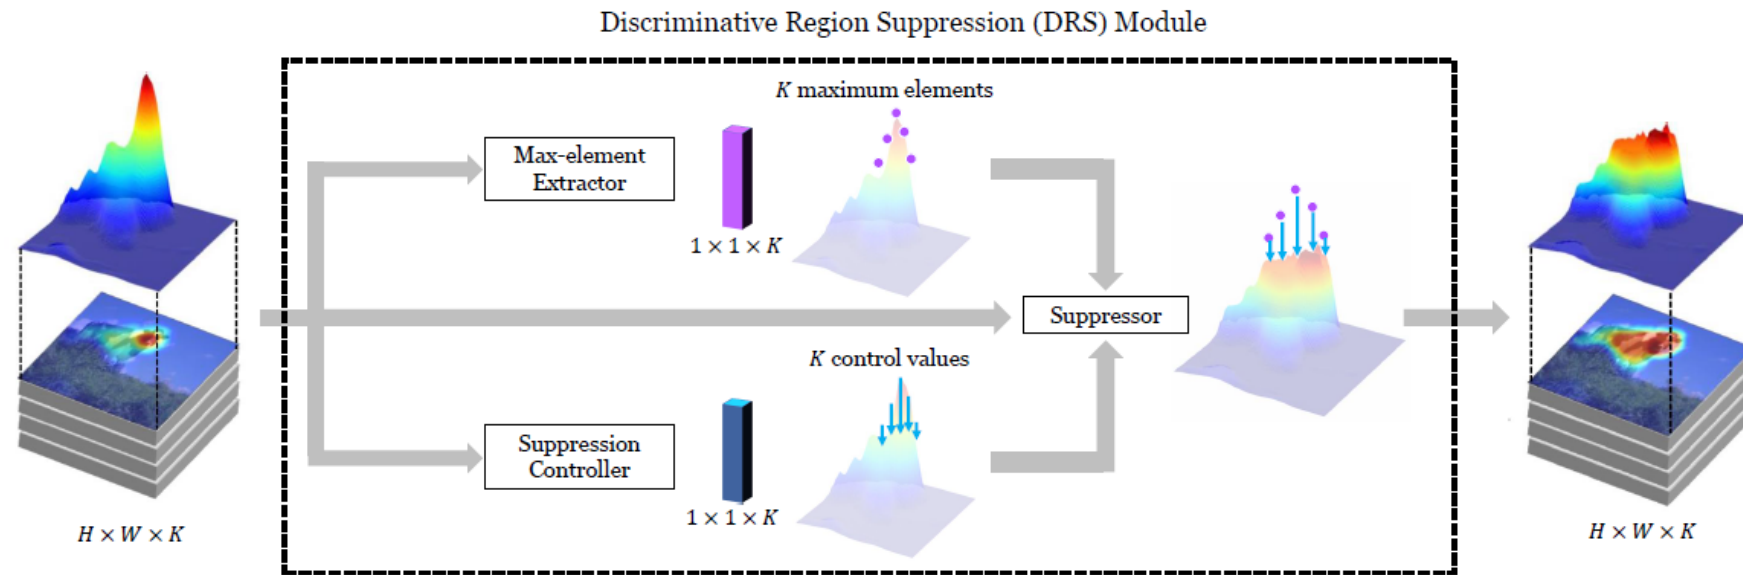 Discriminative Region Suppression (DRS) Module
K maximum elements
Max-element
Extractor
1 × 1 × K
Suppressor
K control values
Suppression
Controller
1 × 1 × K
H × W × K
H × W × K